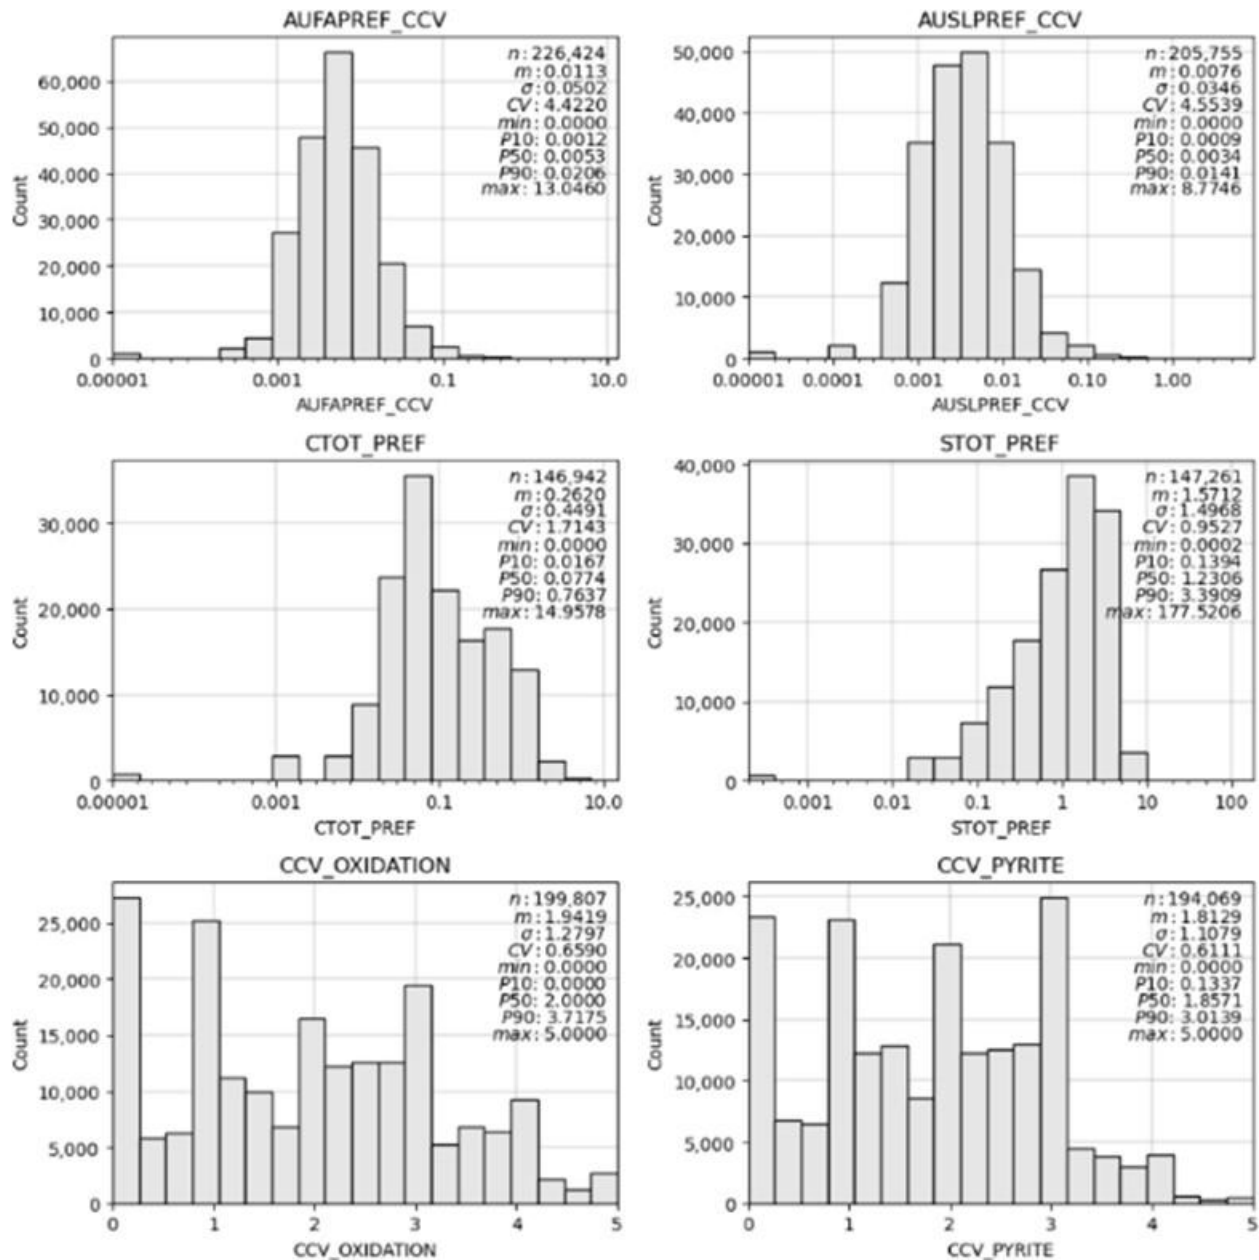 AUFAPREF_CCV
n: 226,424
m: 0.0113
σ: 0.0502
CV: 4.4220
min: 0.0000
P10: 0.0012
P50: 0.0053
P90: 0.0206
max: 13.0460
60,000
50,000
40,000
30,000
20,000
10,000
0
Count
0.00001 0.001 0.1 10.0
AUFAPREF_CCV
AUSLPREF_CCV
n: 205,755
m: 0.0076
σ: 0.0346
CV: 4.5539
min: 0.0000
P10: 0.0009
P50: 0.0034
P90: 0.0141
max: 8.7746
50,000
40,000
30,000
20,000
10,000
0
Count
0.00001 0.0001 0.001 0.01 0.10 1.00
AUSLPREF_CCV
CTOT_PREF
n: 146,942
m: 0.2620
σ: 0.4491
CV: 1.7143
min: 0.0000
P10: 0.0167
P50: 0.0774
P90: 0.7637
max: 14.9578
30,000
20,000
10,000
0
Count
0.00001 0.001 0.1 10.0
CTOT_PREF
STOT_PREF
n: 147,261
m: 1.5712
σ: 1.4968
CV: 0.9527
min: 0.0002
P10: 0.1394
P50: 1.2306
P90: 3.3909
max: 177.5206
40,000
30,000
20,000
10,000
0
Count
0.001 0.01 0.1 1 10 100
STOT_PREF
CCV_OXIDATION
n: 199,807
m: 1.9419
σ: 1.2797
CV: 0.6590
min: 0.0000
P10: 0.0000
P50: 2.0000
P90: 3.7175
max: 5.0000
25,000
20,000
15,000
10,000
5,000
0
Count
0 1 2 3 4 5
CCV_OXIDATION
CCV_PYRITE
n: 194,069
m: 1.8129
σ: 1.1079
CV: 0.6111
min: 0.0000
P10: 0.1337
P50: 1.8571
P90: 3.0139
max: 5.0000
25,000
20,000
15,000
10,000
5,000
0
Count
0 1 2 3 4 5
CCV_PYRITE